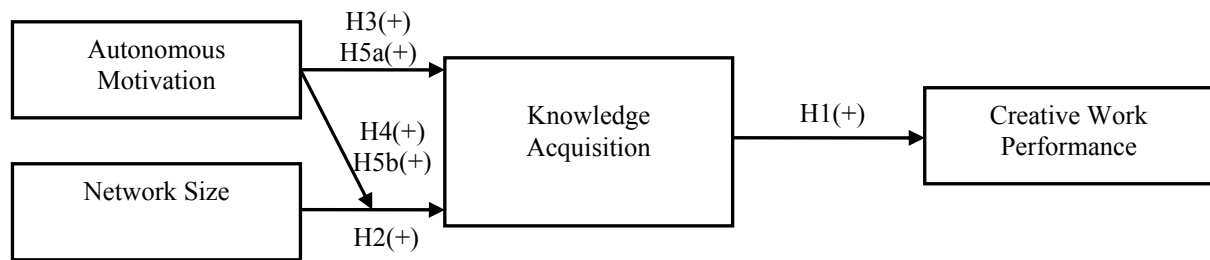 H3(+)
H5a(+)
Autonomous
Motivation
Knowledge
Acquisition
H1(+)
Creative Work
Performance
H4(+)
H5b(+)
Network Size
H2(+)